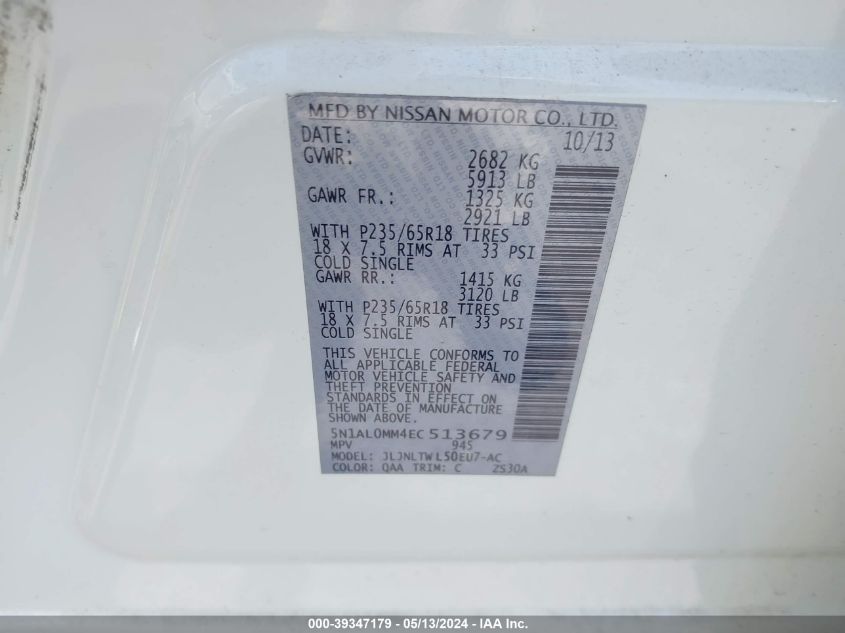 MFD BY NISSAN MOTOR CO., LTD.
DATE: 10/13
GVWR: 2682 KG
5913 LB
GAWR FR.: 1325 KG
2921 LB
WITH P235/65R18 TIRES
18 X 7.5 RIMS AT 33 PSI
COLD SINGLE
GAWR RR.: 1415 KG
3120 LB
WITH P235/65R18 TIRES
18 X 7.5 RIMS AT 33 PSI
COLD SINGLE
THIS VEHICLE CONFORMS TO
ALL APPLICABLE FEDERAL
MOTOR VEHICLE SAFETY AND
THEFT PREVENTION
STANDARDS IN EFFECT ON
THE DATE OF MANUFACTURE
SHOWN ABOVE.
5N1AL0MM4EC 513679
MPV 945
MODEL: JLJNLTWL50EU7-AC
COLOR: QAA TRIM: C ZS30A
000-39347179 - 05/13/2024 - IAA Inc.